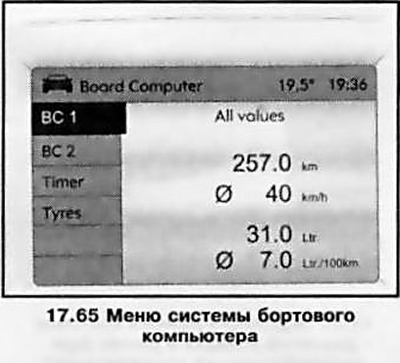 Board Computer 19,5° 19:36
BC 1
All values
BC 2
257.0 km
Timer
Ø 40 km/h
Tyres
31.0 Ltr.
Ø 7.0 Ltr./100km
17.65 Меню системы бортового
компьютера